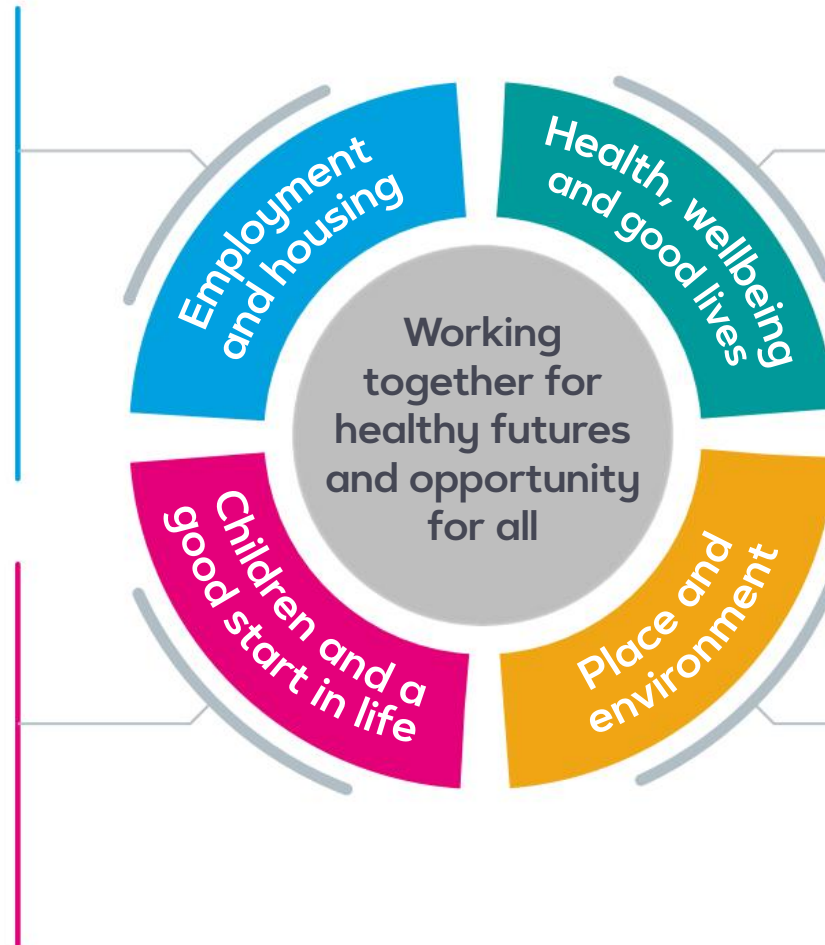 Employment
and housing
Health, wellbeing
and good lives
Working
together for
healthy futures
and opportunity
for all
Children and a
good start in life
Place and
environment